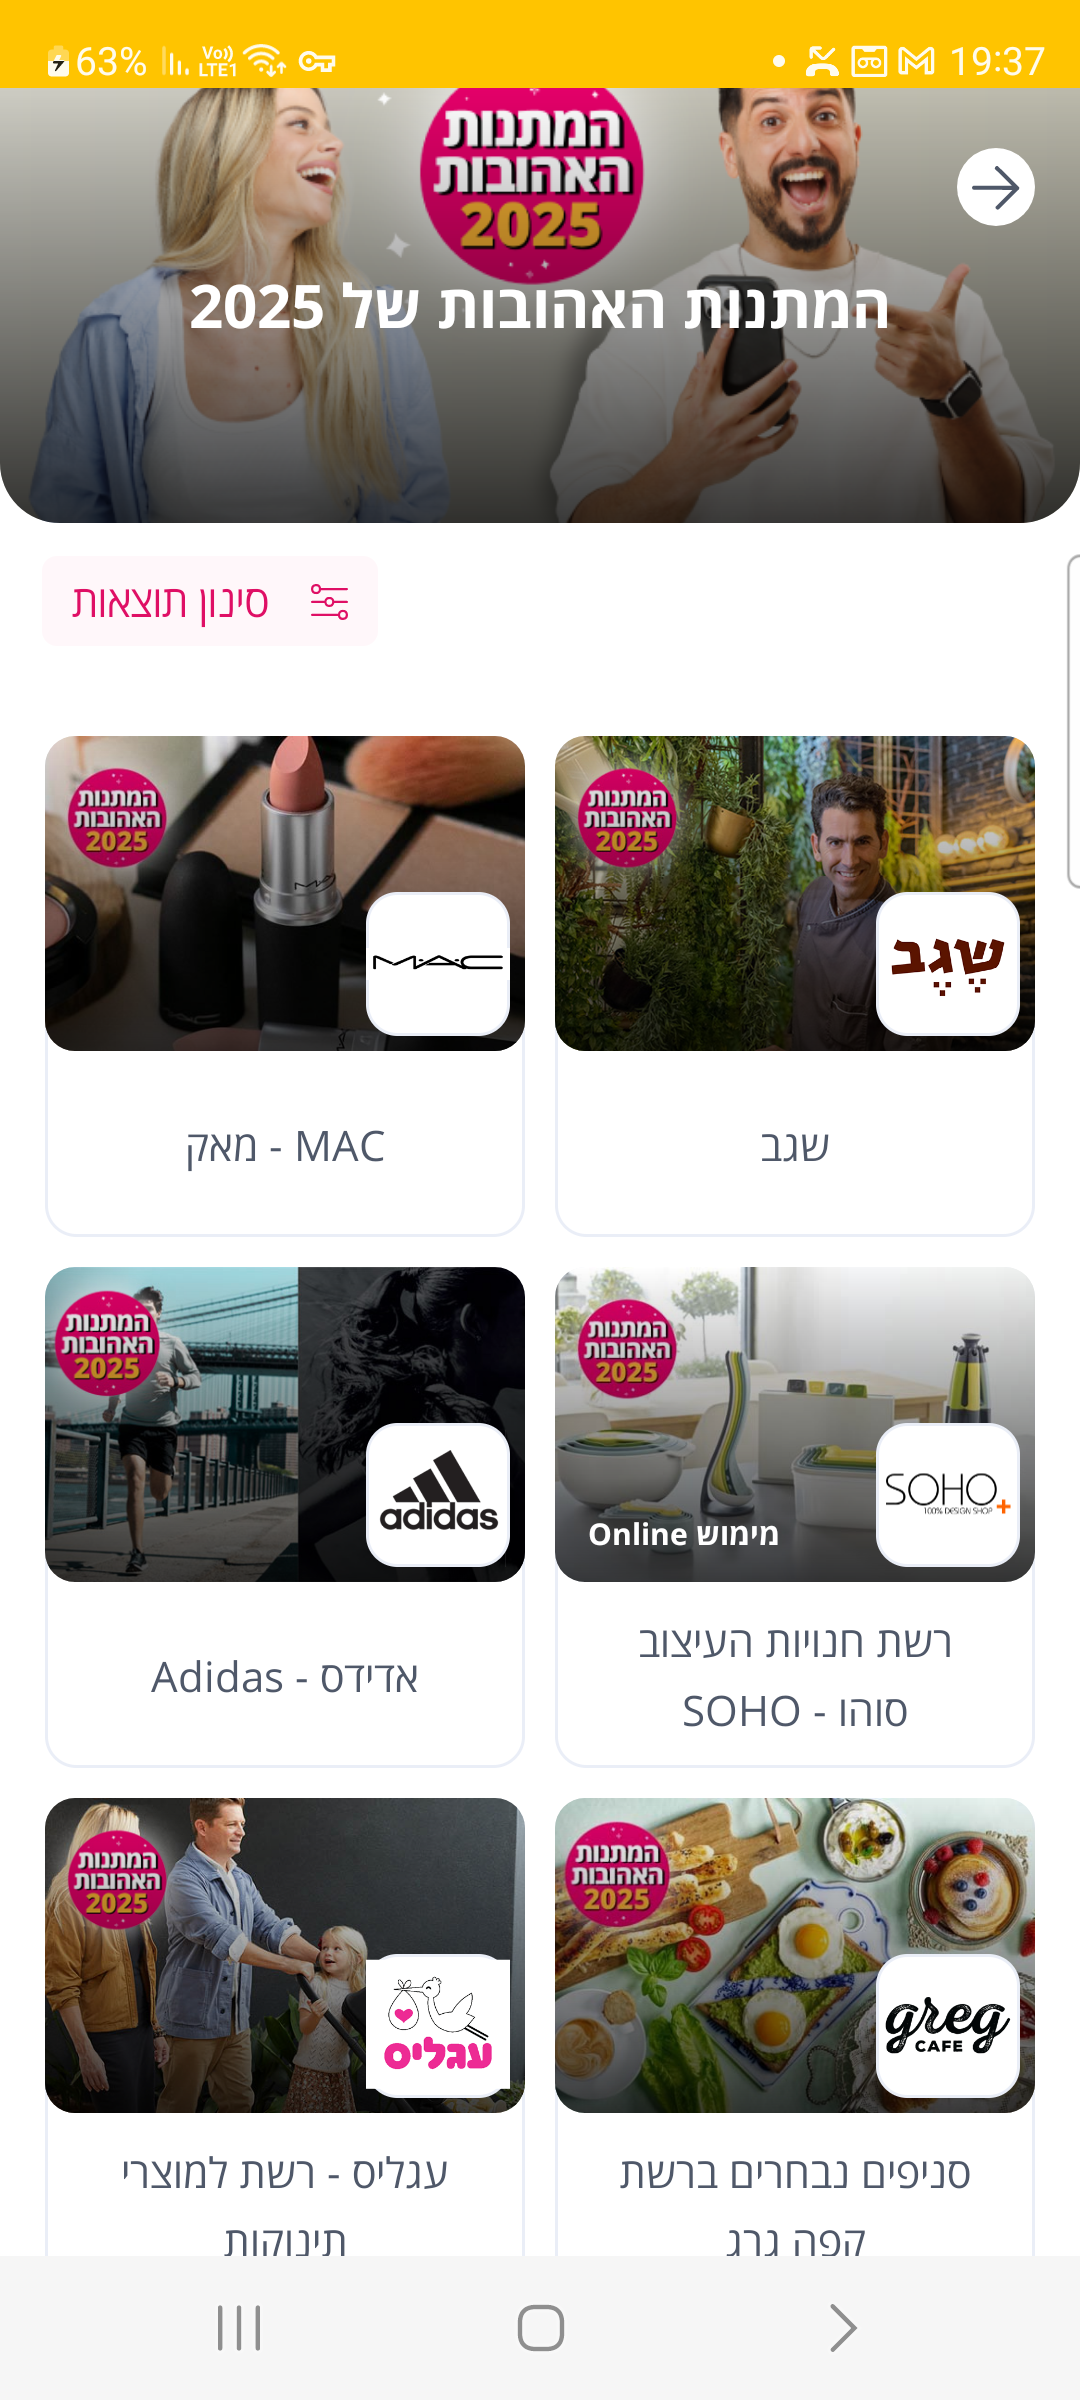 63%
Vo))
LTE1
19:37
המתנות
האהובות
2025
המתנות האהובות של 2025
סינון תוצאות
המתנות
האהובות
2025
שגב
שגב
המתנות
האהובות
2025
MAC
MAC
MAC - מאק
המתנות
האהובות
2025
מימוש Online
SOHO
100% DESIGN SHOP
רשת חנויות העיצוב
סוהו - SOHO
המתנות
האהובות
2025
adidas
אדידס - Adidas
המתנות
האהובות
2025
greg
CAFE
סניפים נבחרים ברשת
קפה גרג
המתנות
האהובות
2025
עגליס
עגליס - רשת למוצרי
תינוקות